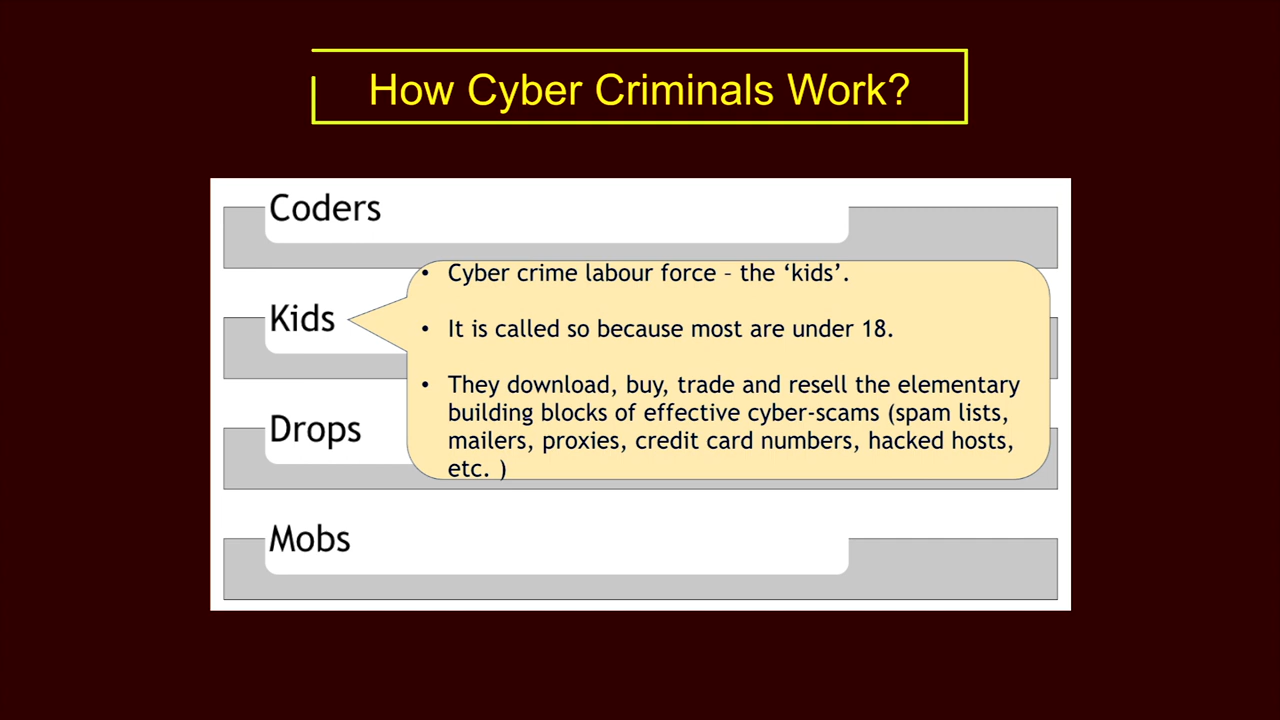 How Cyber Criminals Work?
Coders
• Cyber crime labour force – the ‘kids’.
Kids
• It is called so because most are under 18.
• They download, buy, trade and resell the elementary
building blocks of effective cyber-scams (spam lists,
mailers, proxies, credit card numbers, hacked hosts,
etc. )
Drops
Mobs